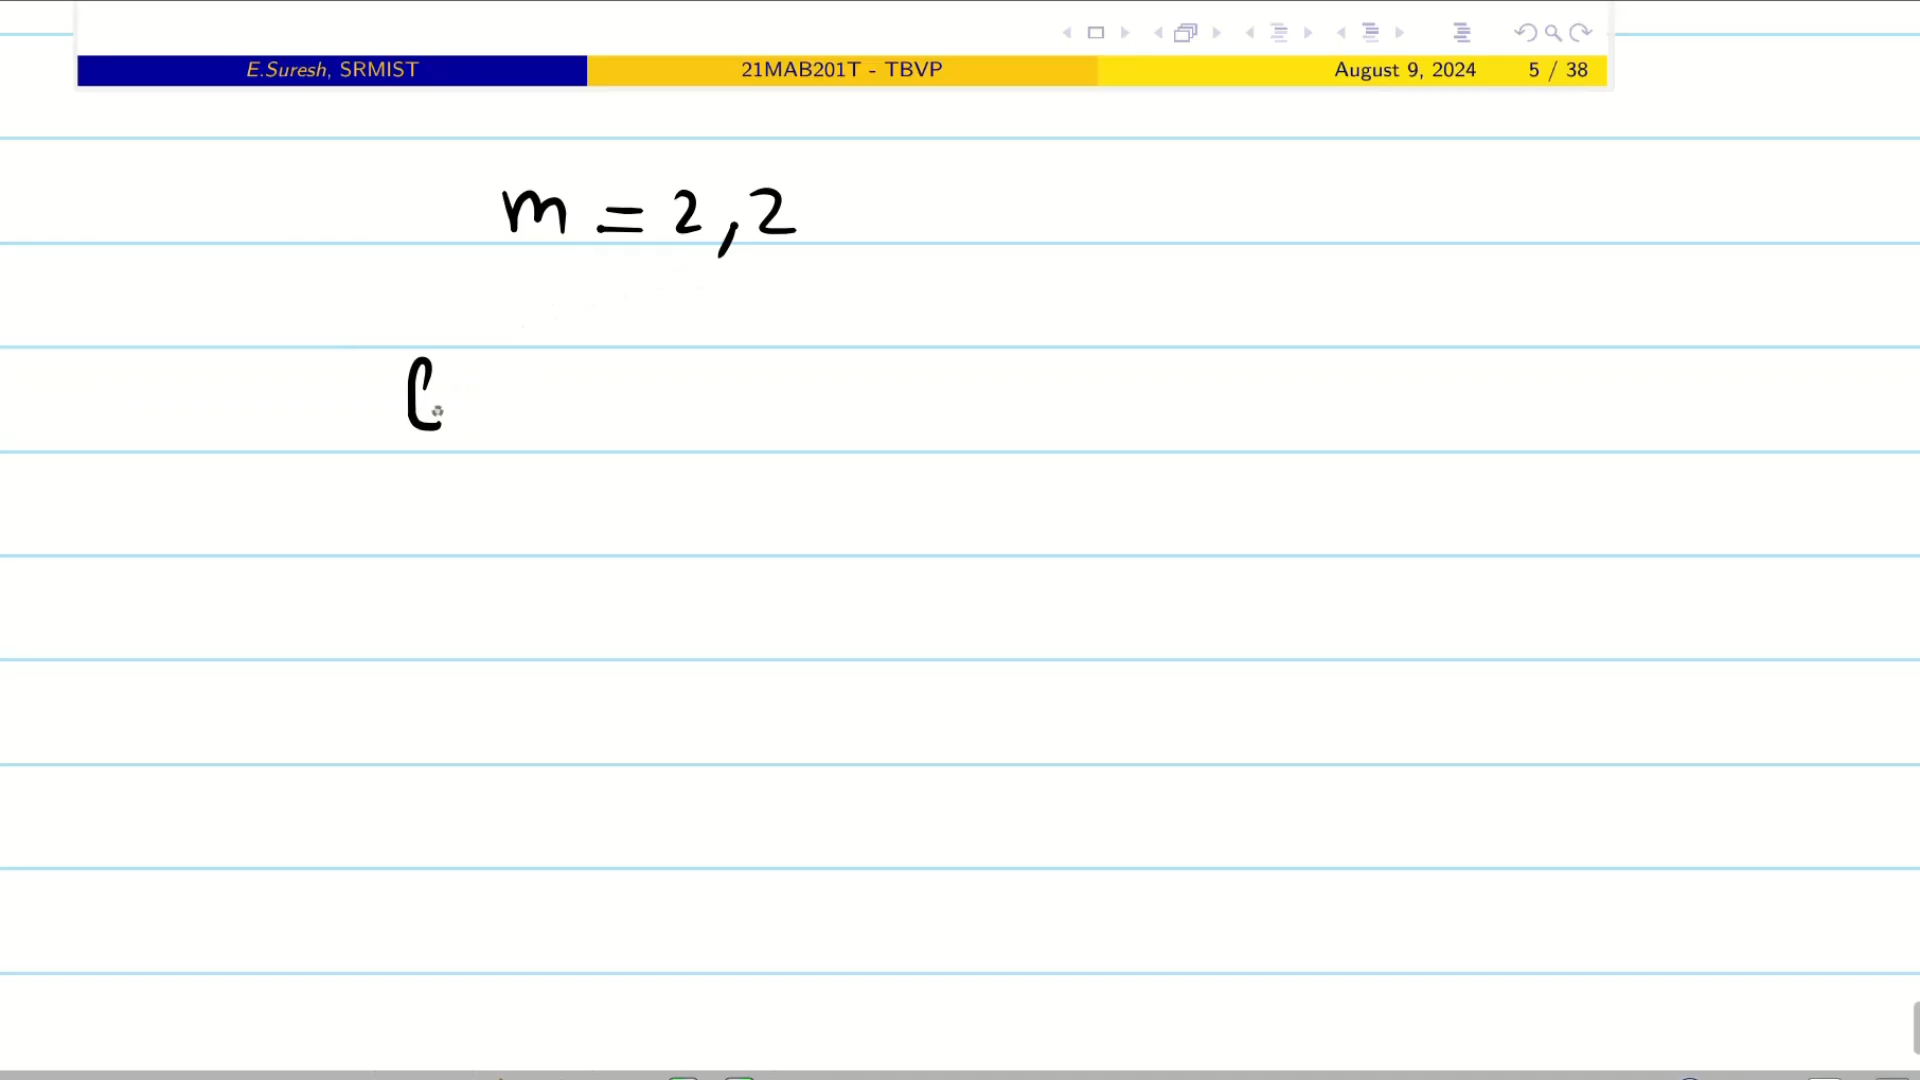 E.Suresh, SRMIST 21MAB201T - TBVP August 9, 2024 5 / 38
m = 2, 2
C